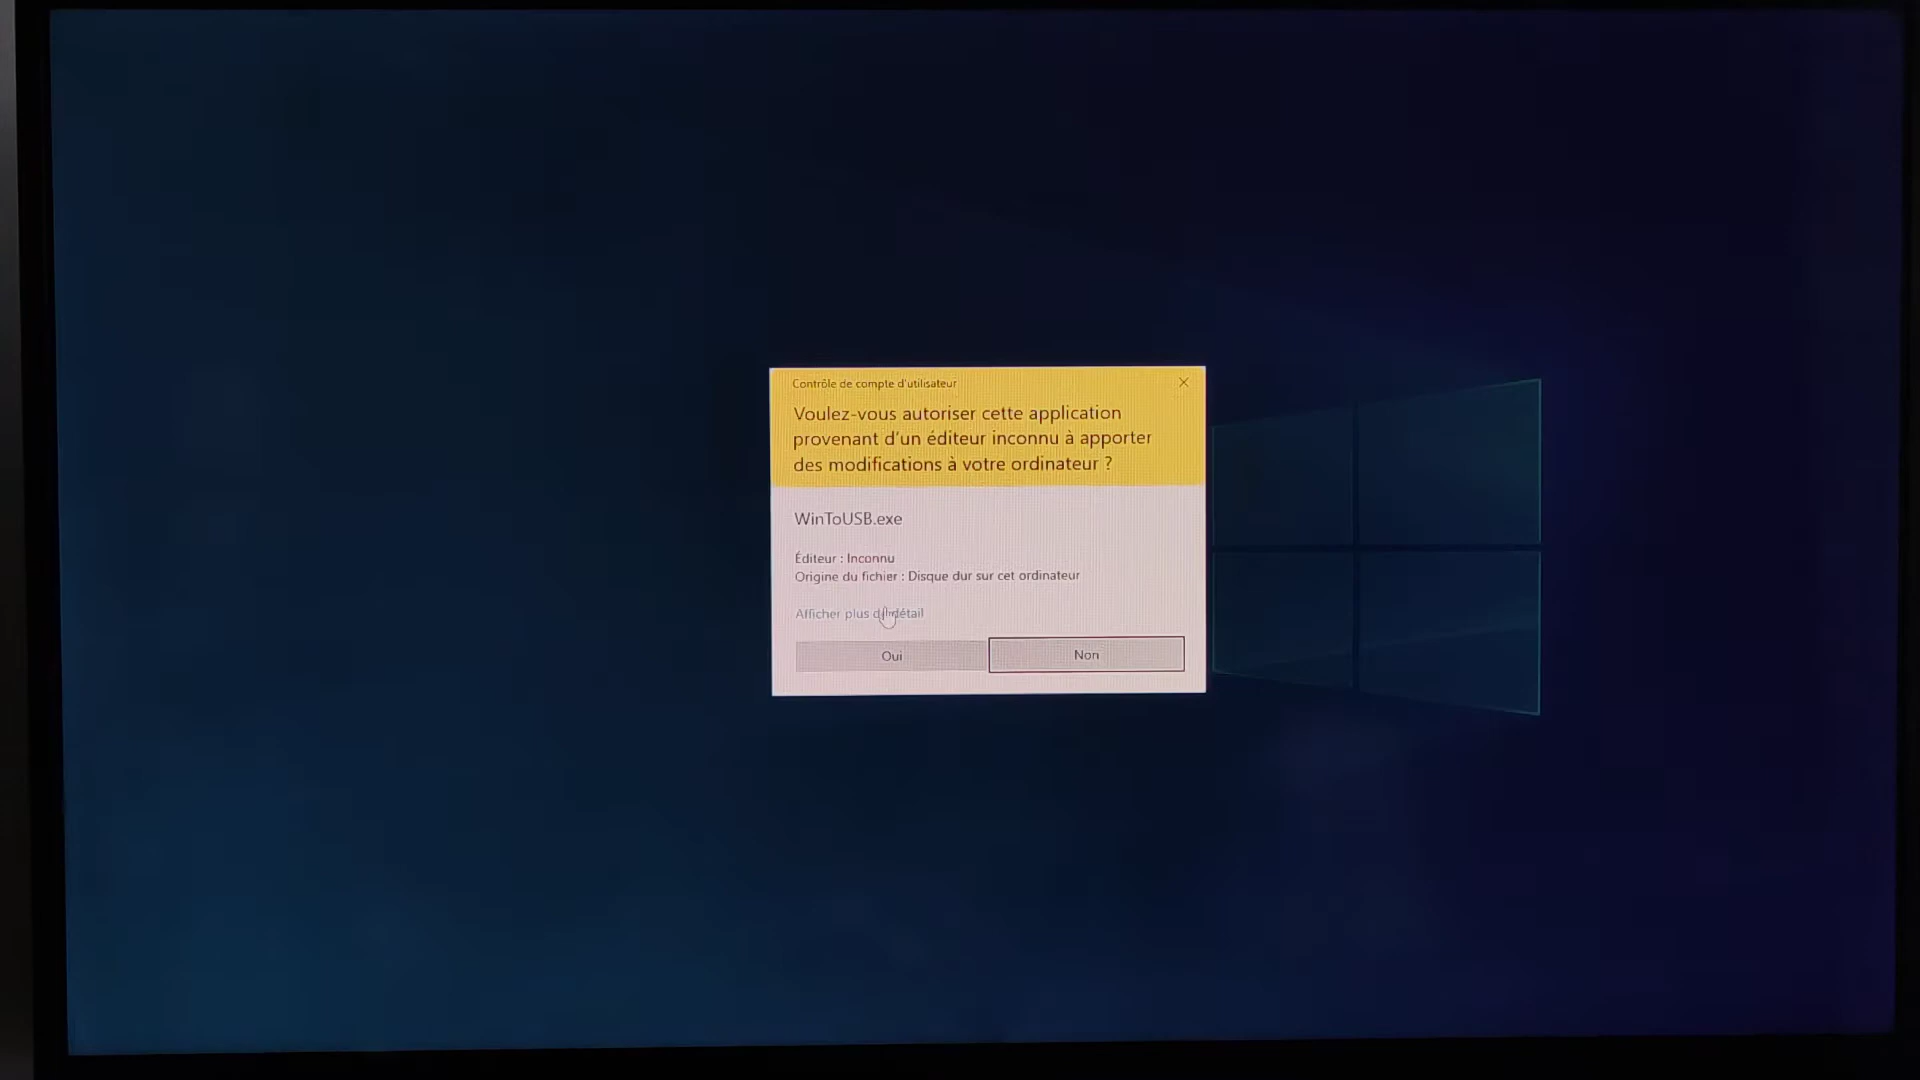 Contrôle de compte d'utilisateur
Voulez-vous autoriser cette application
provenant d'un éditeur inconnu à apporter
des modifications à votre ordinateur ?
WinToUSB.exe
Éditeur : Inconnu
Origine du fichier : Disque dur sur cet ordinateur
Afficher plus détail
Oui
Non